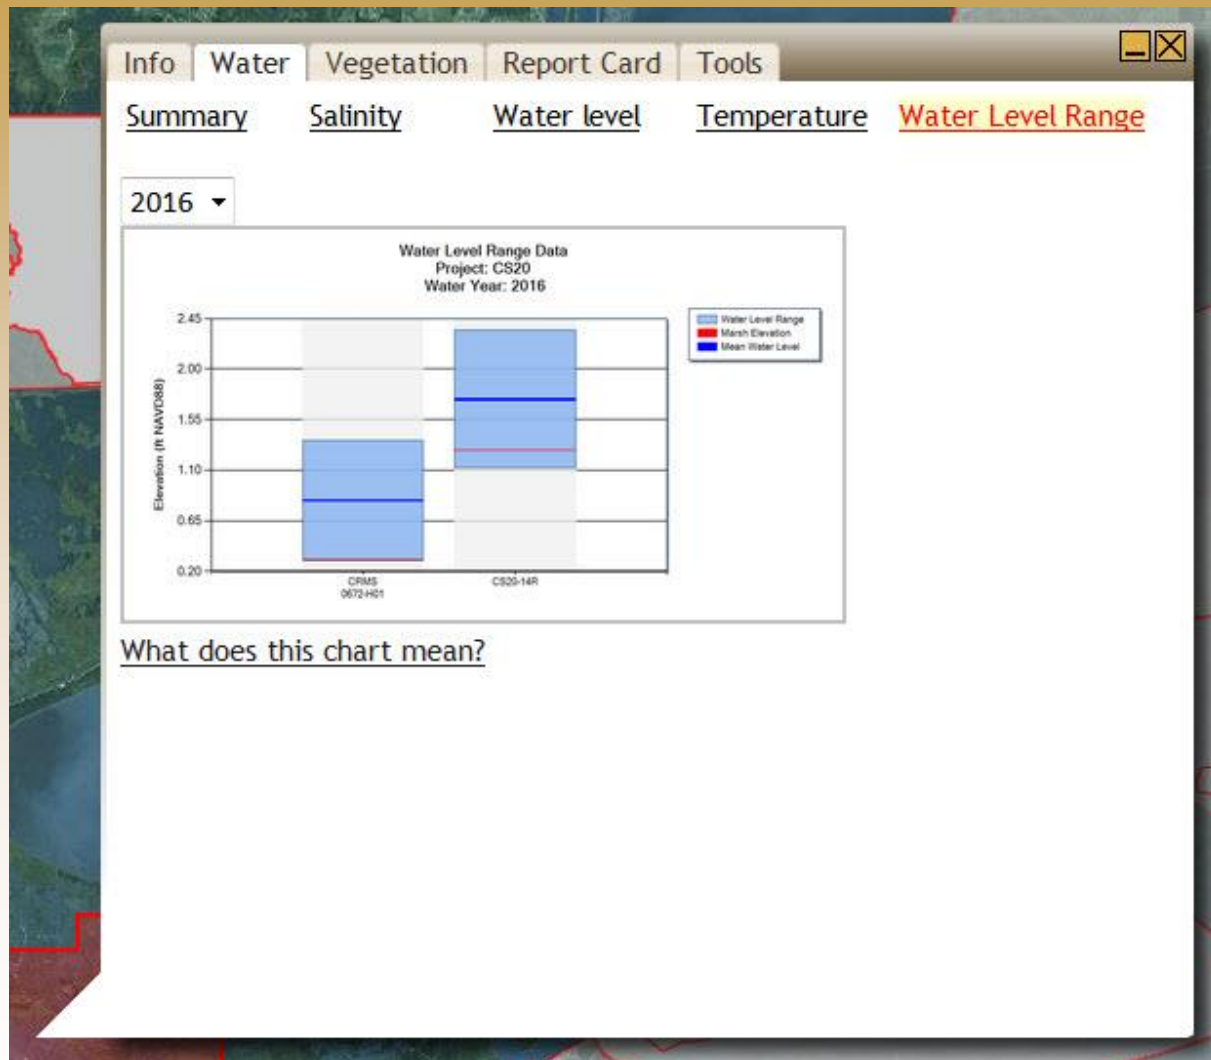 Info Water Vegetation Report Card Tools
Summary Salinity Water level Temperature Water Level Range
2016
Water Level Range Data
Project: CS20
Water Year: 2016
Water Level Range
Marsh Elevation
Mean Water Level
Elevation (ft NAVD88)
2.45
2.00
1.55
1.10
0.65
0.20
CRMS
0672-H01
CS20-14R
What does this chart mean?